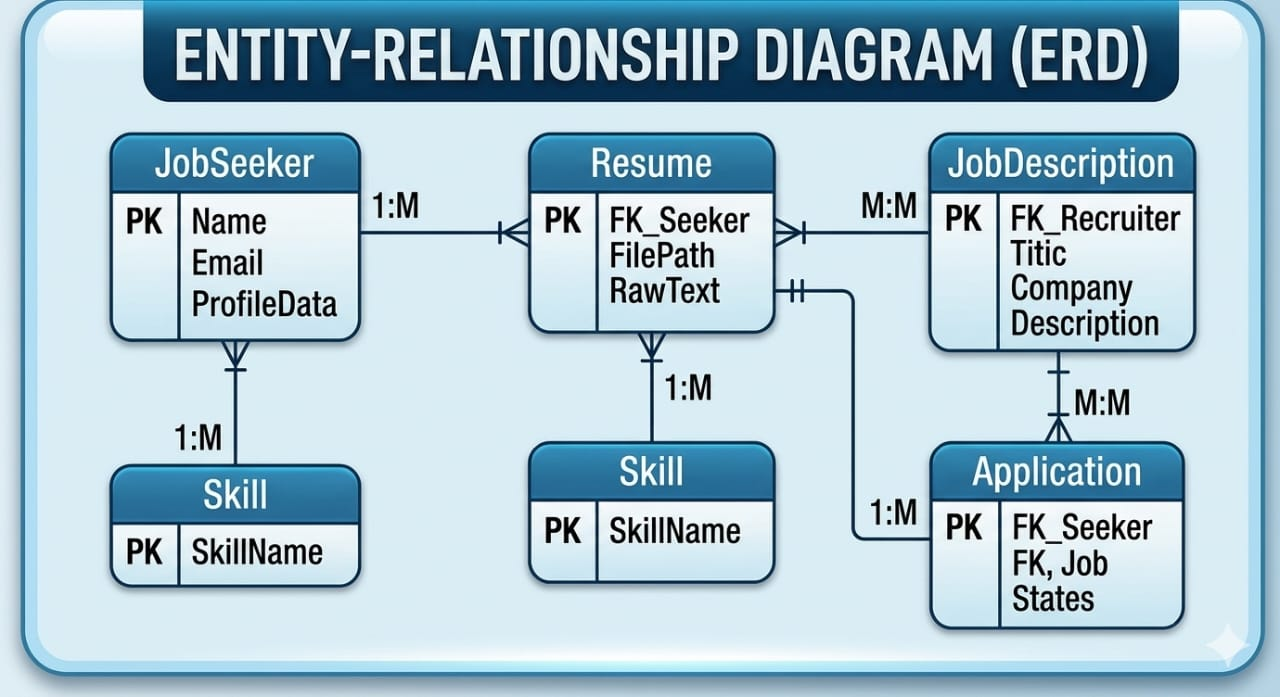 ENTITY-RELATIONSHIP DIAGRAM (ERD)
JobSeeker
PK
Name
Email
ProfileData
1:M
Resume
PK
FK_Seeker
FilePath
RawText
M:M
JobDescription
PK
FK_Recruiter
Titic
Company
Description
1:M
Skill
PK
SkillName
1:M
Skill
PK
SkillName
M:M
1:M
Application
PK
FK_Seeker
FK, Job
States